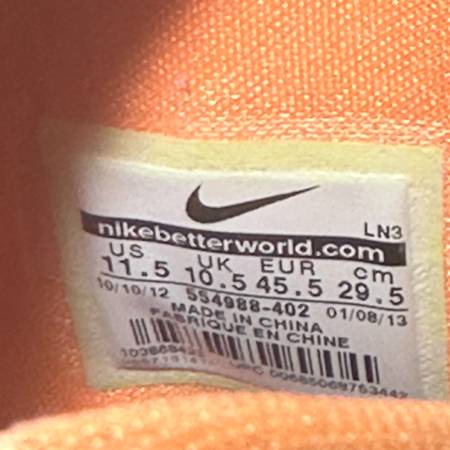 LN3
nikebetterworld.com
US UK EUR cm
11.5 10.5 45.5 29.5
10/10/12 554988-402 01/08/13
MADE IN CHINA
FABRIQUE EN CHINE